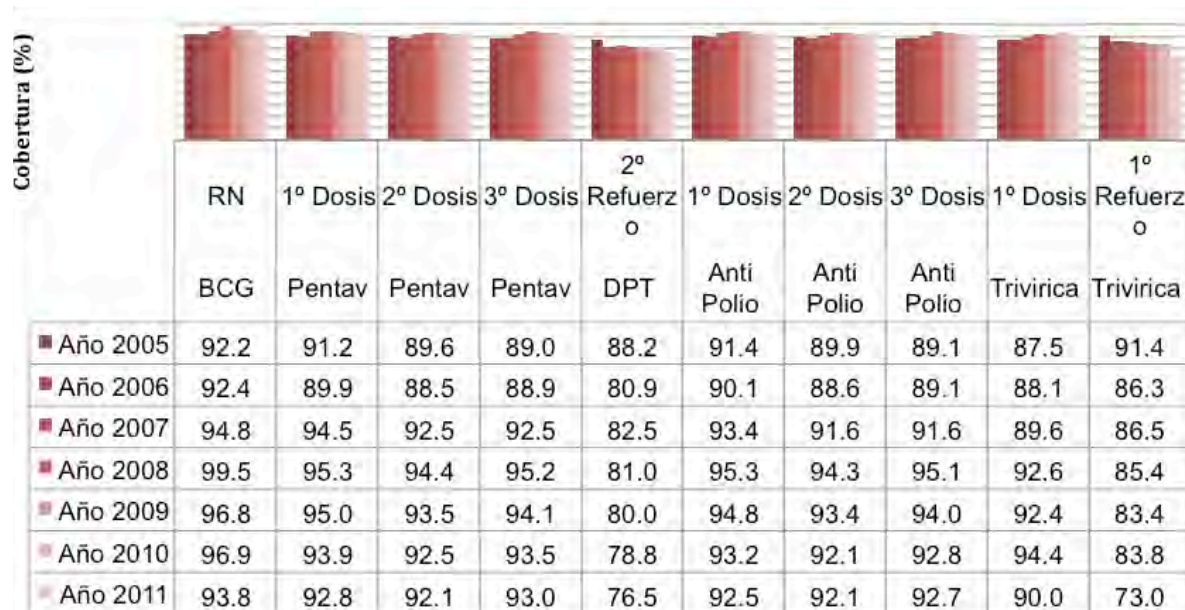 Cobertura (%)
RN 1º Dosis 2º Dosis 3º Dosis 2º Refuerz o 1º Dosis 2º Dosis 3º Dosis 1º Dosis 1º Refuerz o
BCG Pentav Pentav Pentav DPT Anti Polio Anti Polio Anti Polio Trivirica Trivirica
Año 2005 92.2 91.2 89.6 89.0 88.2 91.4 89.9 89.1 87.5 91.4
Año 2006 92.4 89.9 88.5 88.9 80.9 90.1 88.6 89.1 88.1 86.3
Año 2007 94.8 94.5 92.5 92.5 82.5 93.4 91.6 91.6 89.6 86.5
Año 2008 99.5 95.3 94.4 95.2 81.0 95.3 94.3 95.1 92.6 85.4
Año 2009 96.8 95.0 93.5 94.1 80.0 94.8 93.4 94.0 92.4 83.4
Año 2010 96.9 93.9 92.5 93.5 78.8 93.2 92.1 92.8 94.4 83.8
Año 2011 93.8 92.8 92.1 93.0 76.5 92.5 92.1 92.7 90.0 73.0